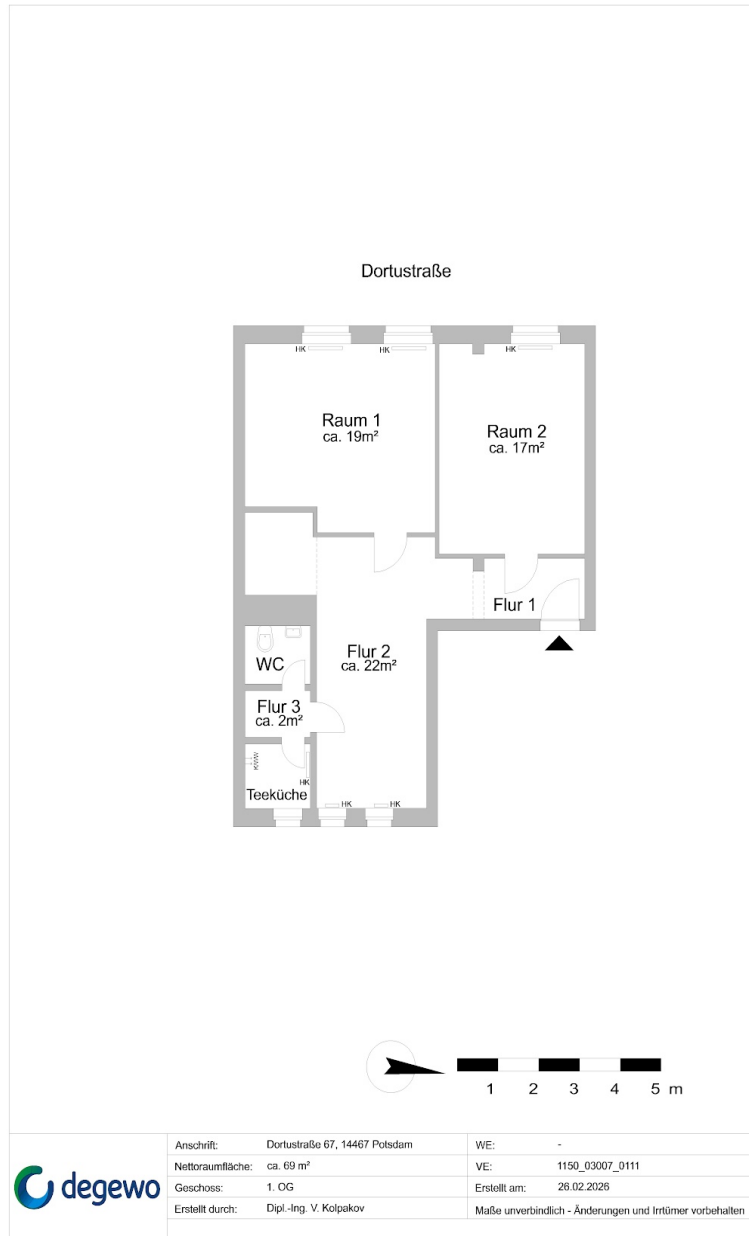 Dortustraße
HK
HK
HK
Raum 1
ca. 19m²
Raum 2
ca. 17m²
Flur 1
Flur 2
ca. 22m²
WC
Flur 3
ca. 2m²
KWW
HK
Teeküche
HK
HK
1 2 3 4 5 m
degewo
Anschrift: Dortustraße 67, 14467 Potsdam
WE: -
Nettoraumfläche: ca. 69 m²
VE: 1150_03007_0111
Geschoss: 1. OG
Erstellt am: 26.02.2026
Erstellt durch: Dipl.-Ing. V. Kolpakov
Maße unverbindlich - Änderungen und Irrtümer vorbehalten